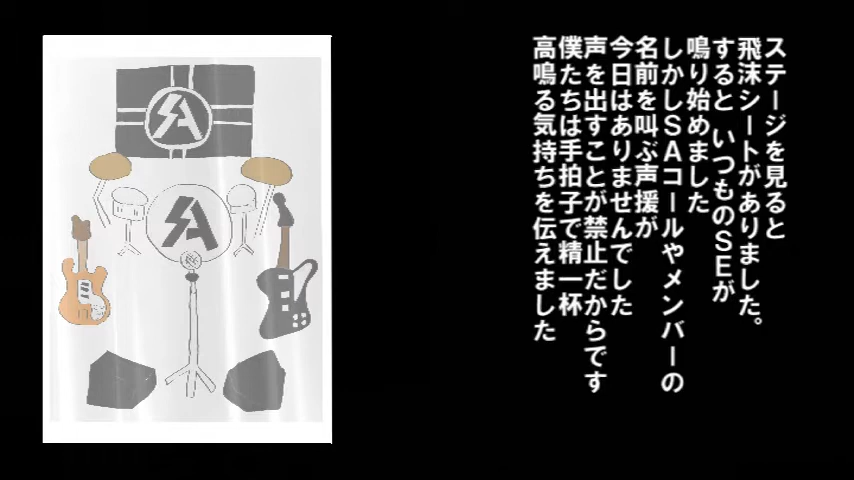 ステージを見ると
飛沫シートがありました。
すると いつものSEが
鳴り始めました
しかしSAコールやメンバーの
名前を叫ぶ声援が
今日はありませんでした
声を出すことが禁止だからです
僕たちは手拍子で精一杯
高鳴る気持ちを伝えました
SA
SA